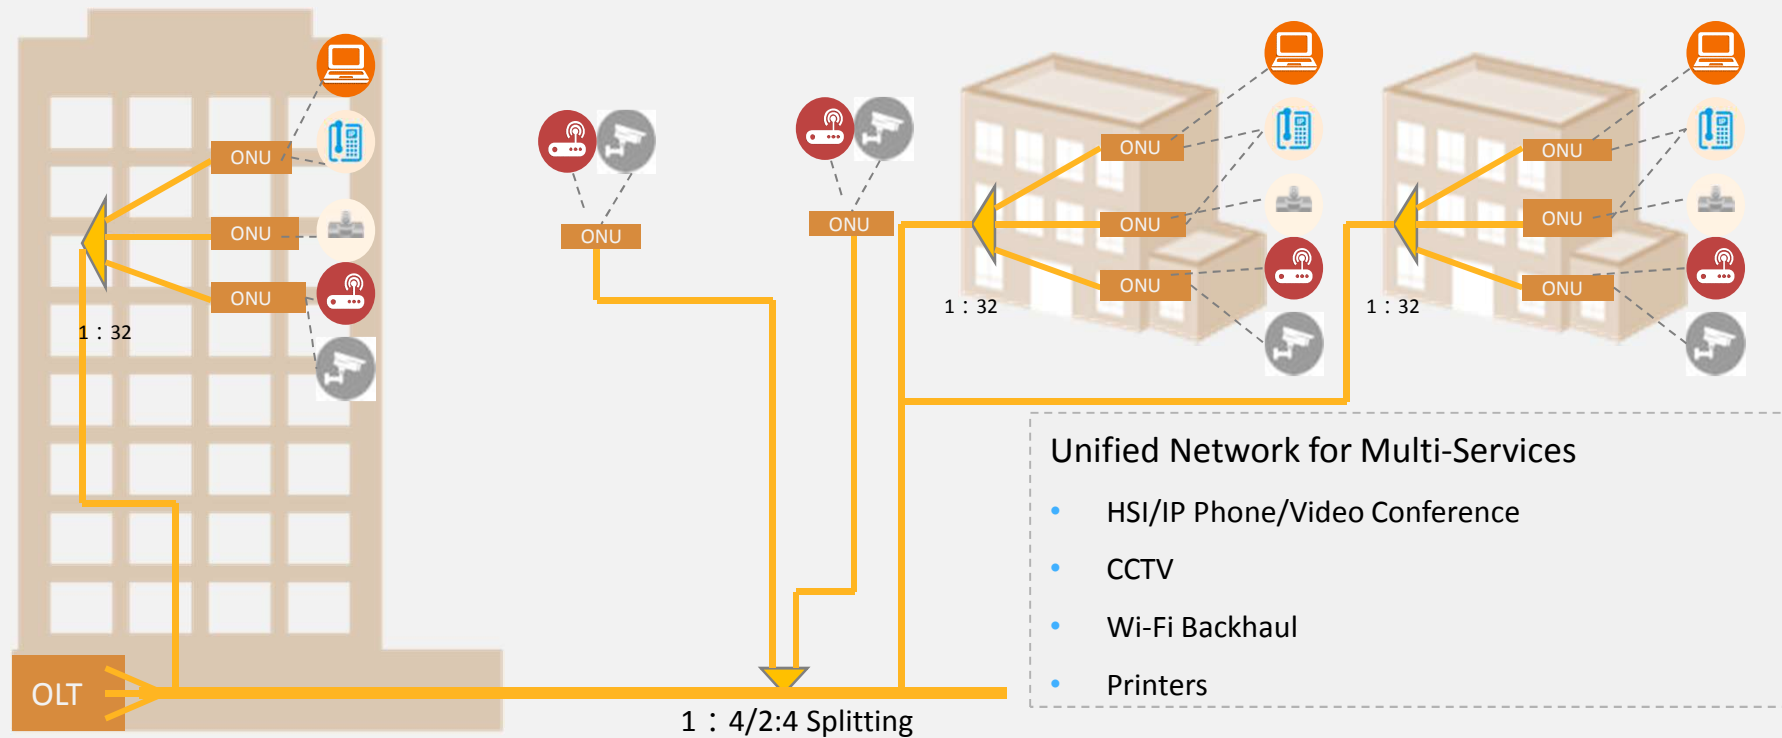 ONU
ONU
ONU
1：32
ONU
ONU
ONU
ONU
ONU
1：32
ONU
ONU
ONU
1：32
Unified Network for Multi-Services
• HSI/IP Phone/Video Conference
• CCTV
• Wi-Fi Backhaul
• Printers
OLT
1：4/2:4 Splitting